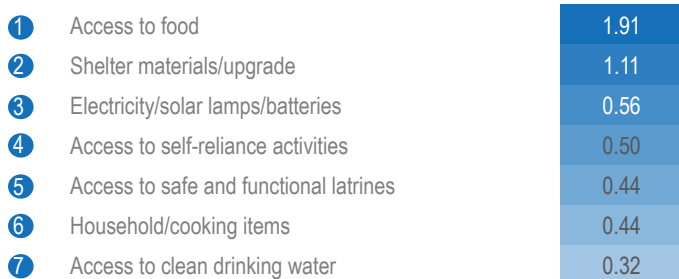 1 Access to food 1.91
2 Shelter materials/upgrade 1.11
3 Electricity/solar lamps/batteries 0.56
4 Access to self-reliance activities 0.50
5 Access to safe and functional latrines 0.44
6 Household/cooking items 0.44
7 Access to clean drinking water 0.32